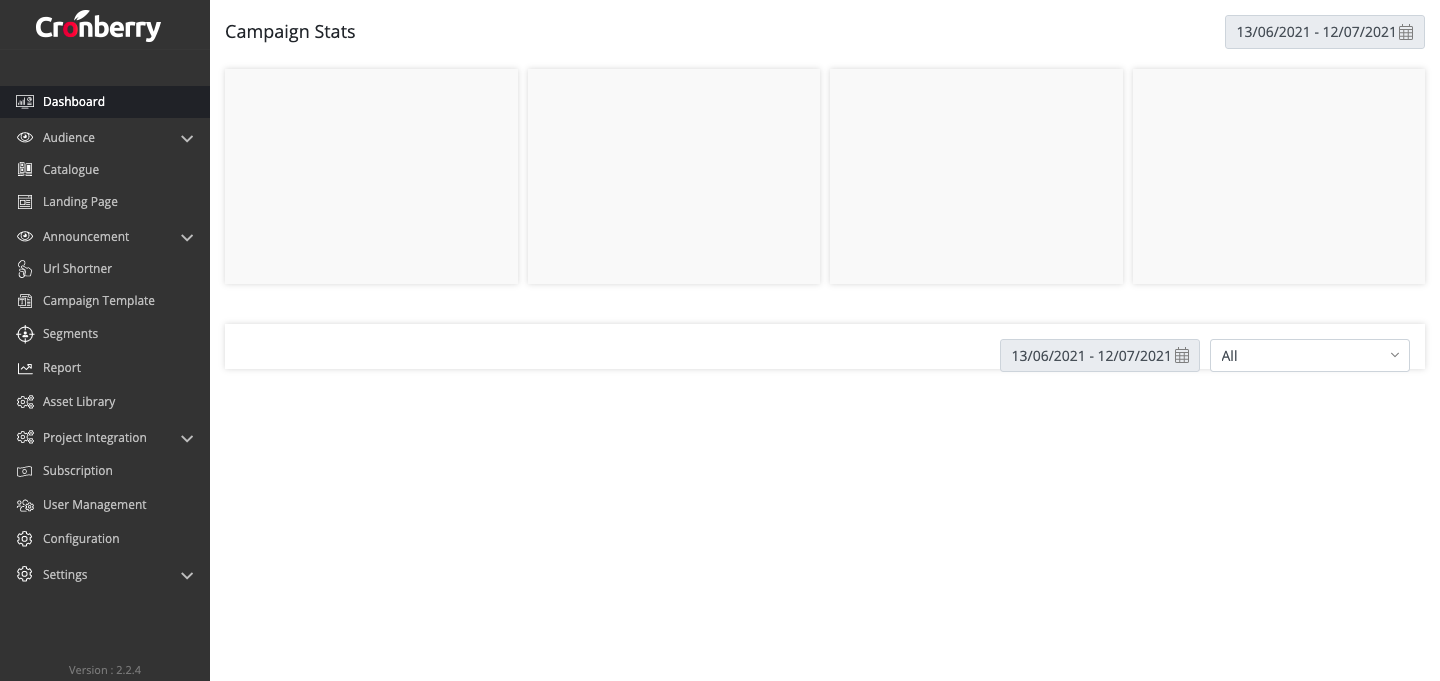 Cronberry
Dashboard
Audience
Catalogue
Landing Page
Announcement
Url Shortner
Campaign Template
Segments
Report
Asset Library
Project Integration
Subscription
User Management
Configuration
Settings
Version : 2.2.4
Campaign Stats
13/06/2021 - 12/07/2021
13/06/2021 - 12/07/2021
All